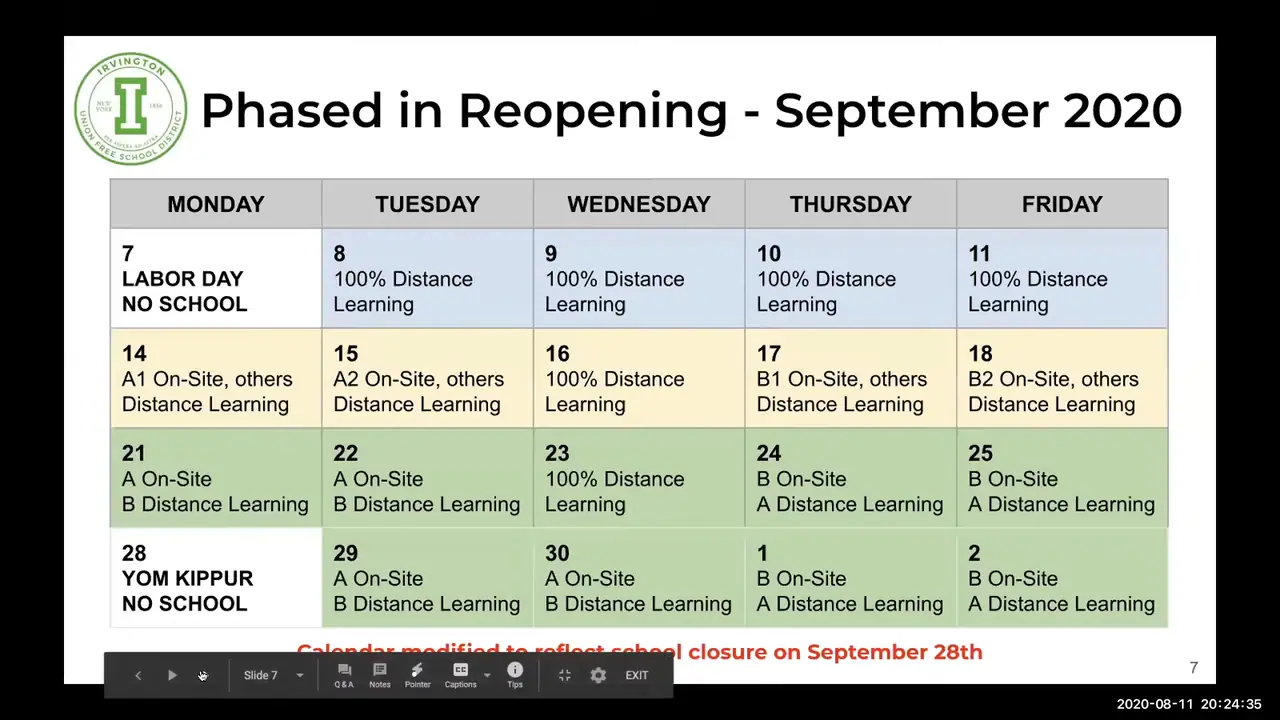 IRVINGTON
NEW YORK
1956
UNION FREE SCHOOL DISTRICT
Phased in Reopening - September 2020
MONDAY TUESDAY WEDNESDAY THURSDAY FRIDAY
7 8 9 10 11
LABOR DAY 100% Distance 100% Distance 100% Distance 100% Distance
NO SCHOOL Learning Learning Learning Learning
14 15 16 17 18
A1 On-Site, others A2 On-Site, others 100% Distance B1 On-Site, others B2 On-Site, others
Distance Learning Distance Learning Learning Distance Learning Distance Learning
21 22 23 24 25
A On-Site A On-Site 100% Distance B On-Site B On-Site
B Distance Learning B Distance Learning Learning A Distance Learning A Distance Learning
28 29 30 1 2
YOM KIPPUR A On-Site A On-Site B On-Site B On-Site
NO SCHOOL B Distance Learning B Distance Learning A Distance Learning A Distance Learning
Calendar modified to reflect school closure on September 28th
Slide 7 Q & A Notes Pointer CC Captions Tips EXIT
7
2020-08-11 20:24:35